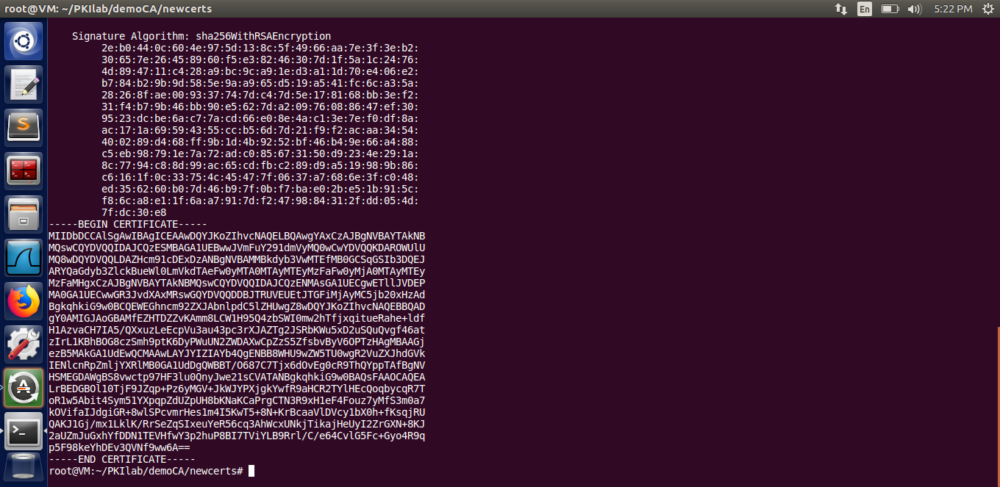 root@VM: ~/PKIlab/demoCA/newcerts
En
5:22 PM
Signature Algorithm: sha256WithRSAEncryption
2e:b0:44:0c:60:4e:97:5d:13:8c:5f:49:66:aa:7e:3f:3e:b2:
30:65:7e:26:45:89:60:f5:e3:82:46:30:7d:1f:5a:1c:24:76:
4d:89:47:11:c4:28:a9:bc:9c:a9:1e:d3:a1:1d:70:e4:06:e2:
b7:84:b2:9b:9d:58:5e:9a:a9:65:d5:19:a5:41:fc:6c:a3:5a:
28:26:8f:ae:00:93:37:74:7d:c4:7d:5e:17:81:68:bb:3e:f2:
31:f4:b7:9b:46:bb:90:e5:62:7d:a2:09:76:08:86:47:ef:30:
95:23:dc:be:6a:c7:7a:cd:66:e0:8e:4a:c1:3e:7e:f0:df:8a:
ac:17:1a:69:59:43:55:cc:b5:6d:7d:21:f9:f2:ac:aa:34:54:
40:02:89:d4:68:ff:9b:1d:4b:92:52:bf:46:b4:9e:66:a4:88:
c5:eb:98:79:1e:7a:72:ad:c0:85:67:31:50:d9:23:4e:29:1a:
8c:77:94:c8:8d:99:ac:65:cd:fb:c2:89:d9:a5:19:98:9b:86:
c6:16:1f:0c:33:75:4c:45:47:7f:06:37:a7:68:6e:3f:c0:48:
ed:35:62:60:b0:7d:46:b9:7f:0b:f7:ba:e0:2b:e5:1b:91:5c:
f8:6c:a8:e1:1f:6a:a7:91:7d:f2:47:98:84:31:2f:dd:05:4d:
7f:dc:30:e8
-----BEGIN CERTIFICATE-----
MIIDbDCCAlSgAwIBAgICEAAwDQYJKoZIhvcNAQELBQAwgYAxCzAJBgNVBAYTAkNB
MQswCQYDVQQIDAJCQzESMBAGA1UEBwwJVmFuY291dmVyMQ0wCwYDVQQKDAROWUlU
MQ8wDQYDVQQLDAZHcm91cDExDzANBgNVBAMMBkdyb3VwMTEfMB0GCSqGSIb3DQEJ
ARYQaGdyb3ZlckBueWl0LmVkdTAeFw0yMTA0MTAyMTEyMzFaFw0yMjA0MTAyMTEy
MzFaMHgxCzAJBgNVBAYTAkNBMQswCQYDVQQIDAJCQzENMAsGA1UECgwETllJVDEP
MA0GA1UECwwGR3JvdXAxMRswGQYDVQQDDBJTRUVEUEtJTGFiMjAyMC5jb20xHzAd
BgkqhkiG9w0BCQEWEGhncm92ZXJAbnlpdC5lZHUwgZ8wDQYJKoZIhvcNAQEBBQAD
gY0AMIGJAoGBAMfEZHTDZZvKAmm8LCW1H95Q4zbSWI0mw2hTfjxqitueRahe+ldf
H1AzvaCH7IA5/QXxuzLeEcpVu3au43pc3rXJAZTg2JSRbKWu5xD2uSQuQvgf46at
zIrL1KBhBOG8czSmh9ptK6DyPWuUN2ZWDAXwCpZzS5ZfsbvByV6OPTzHAgMBAAGj
ezB5MAkGA1UdEwQCMAAwLAYJYIZIAYb4QgENBB8WHU9wZW5TU0wgR2VuZXJhdGVk
IENlcnRpZmljYXRlMB0GA1UdDgQWBBT/O687C7Tjx6dOvEg0cR9ThQYppTAfBgNV
HSMEGDAWgBS8vwctp97HF3lu0QnyJwe21sCVATANBgkqhkiG9w0BAQsFAAOCAQEA
LrBEDGBOl10TjF9JZqp+Pz6yMGV+JkWJYPXjgkYwfR9aHCR2TYlHEcQoqbycqR7T
oR1w5Abit4Sym51YXpqpZdUZpUH8bKNaKCaPrgCTN3R9xH1eF4Fouz7yMfS3m0a7
kOVifaIJdgiGR+8wlSPcvmrHes1m4I5KwT5+8N+KrBcaaVlDVcy1bX0h+fKsqjRU
QAKJ1Gj/mx1LklK/RrSeZqSIxeuYeR56cq3AhWcxUNkjTikajHeUyI2ZrGXN+8KJ
2aUZmJuGxhYfDDN1TEVHfwY3p2huP8BI7TViYLB9Rrl/C/e64CvlG5Fc+Gyo4R9q
p5F98keYhDEv3QVNf9ww6A==
-----END CERTIFICATE-----
root@VM:~/PKIlab/demoCA/newcerts#